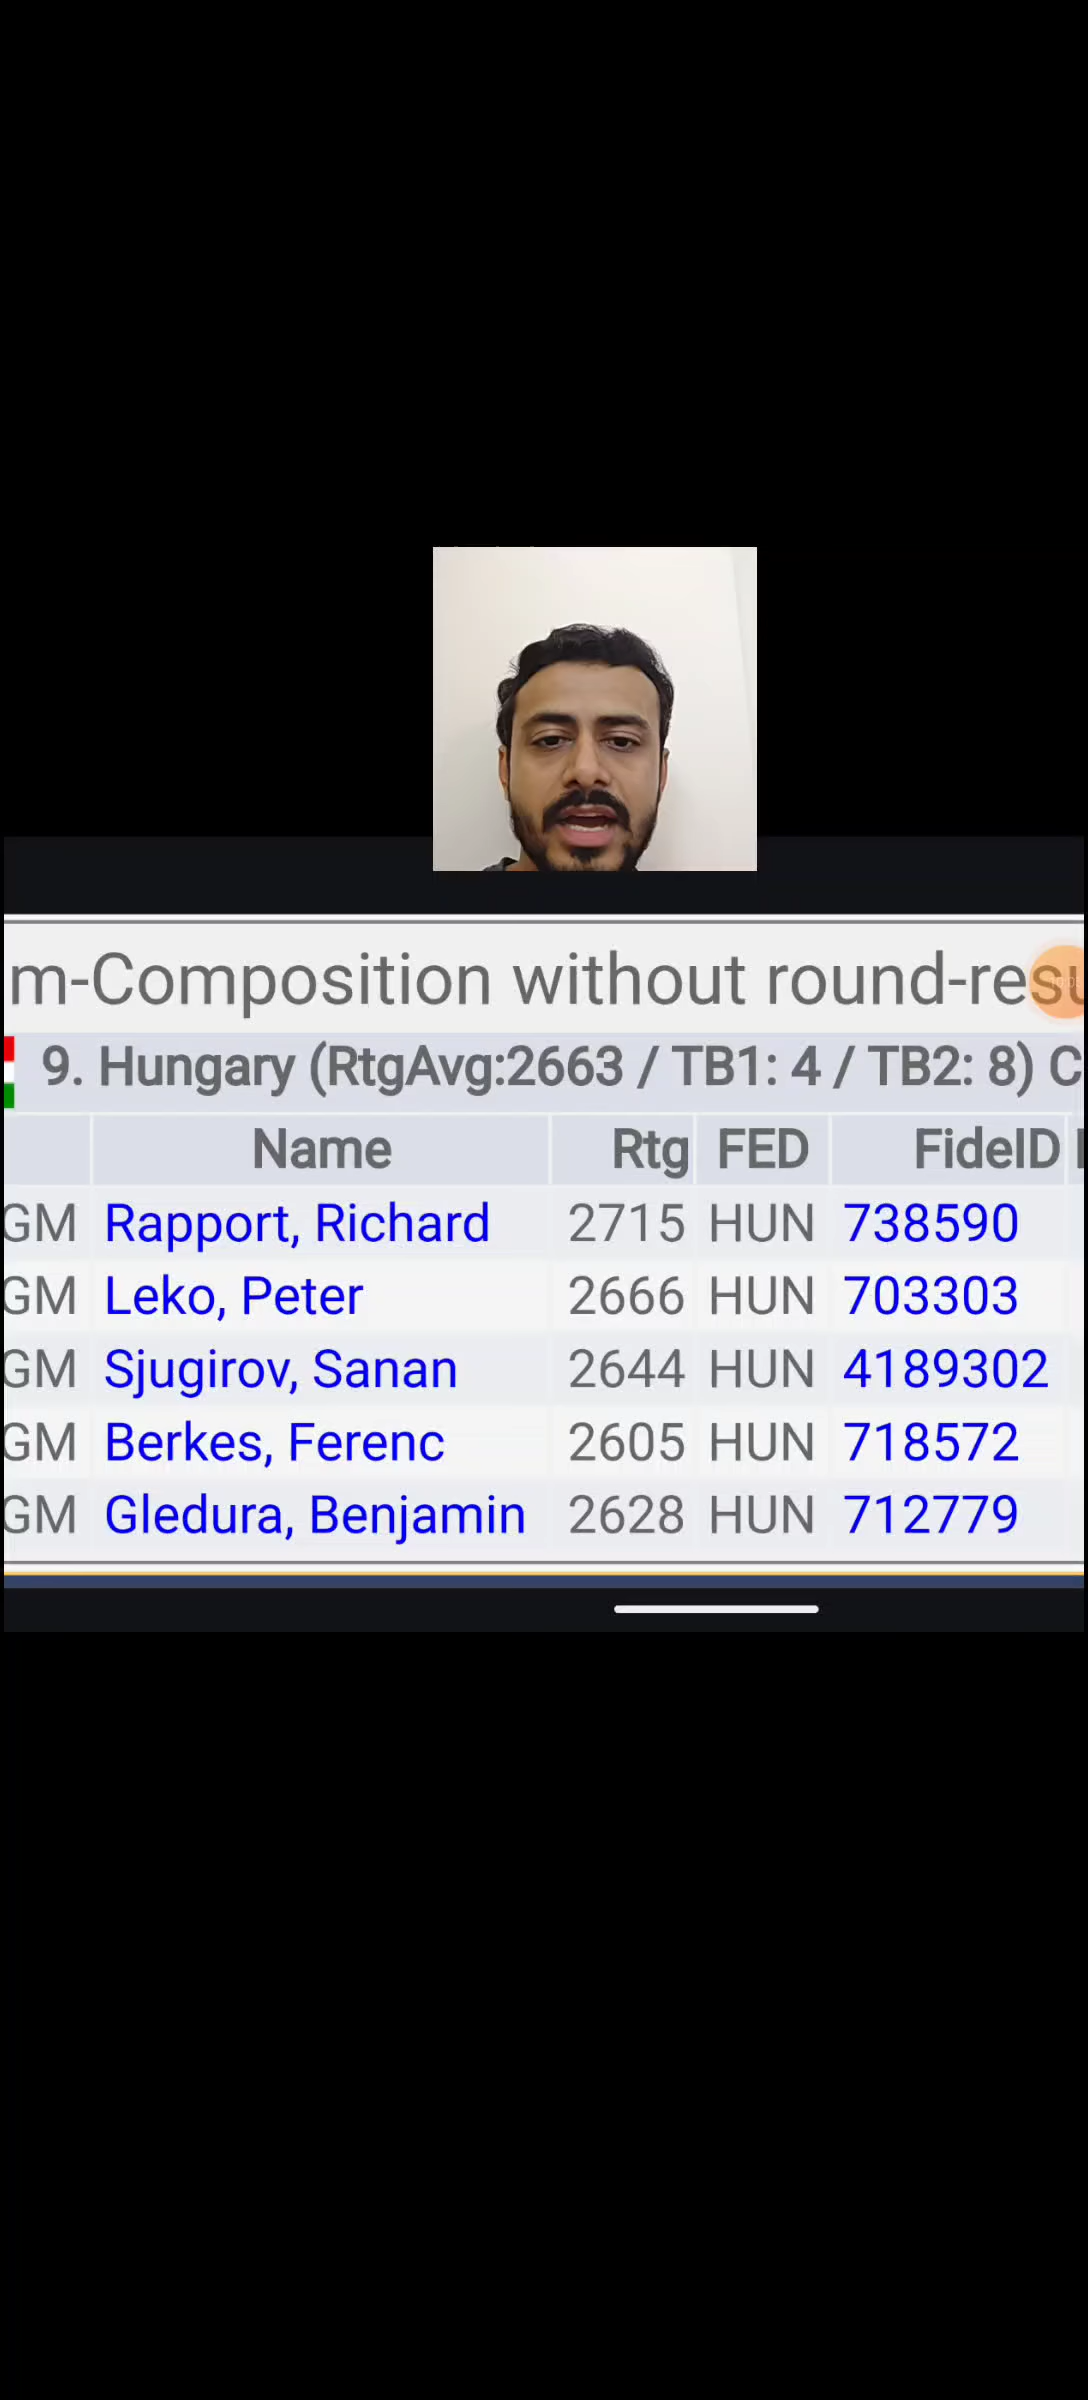 m-Composition without round-resu
9. Hungary (RtgAvg:2663 / TB1: 4 / TB2: 8) C
Name Rtg FED FideID
GM Rapport, Richard 2715 HUN 738590
GM Leko, Peter 2666 HUN 703303
GM Sjugirov, Sanan 2644 HUN 4189302
GM Berkes, Ferenc 2605 HUN 718572
GM Gledura, Benjamin 2628 HUN 712779